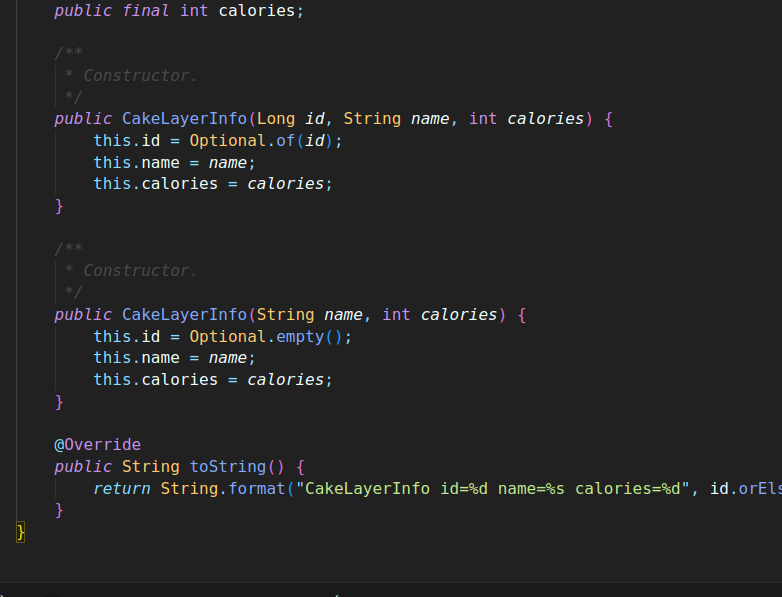 public final int calories;
/**
* Constructor.
*/
public CakeLayerInfo(Long id, String name, int calories) {
this.id = Optional.of(id);
this.name = name;
this.calories = calories;
}
/**
* Constructor.
*/
public CakeLayerInfo(String name, int calories) {
this.id = Optional.empty();
this.name = name;
this.calories = calories;
}
@Override
public String toString() {
return String.format("CakeLayerInfo id=%d name=%s calories=%d", id.orEls
}
}